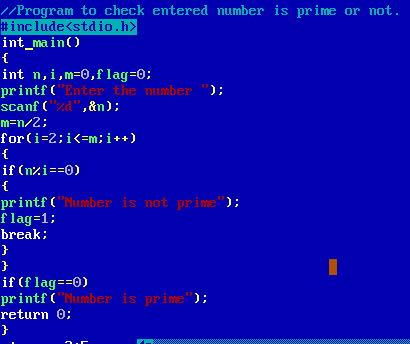 //Program to check entered number is prime or not.
#include<stdio.h>
int main()
{
int n,i,m=0,flag=0;
printf("Enter the number ");
scanf("%d",&n);
m=n/2;
for(i=2;i<=m;i++)
{
if(n%i==0)
{
printf("Number is not prime");
flag=1;
break;
}
}
if(flag==0)
printf("Number is prime");
return 0;
}